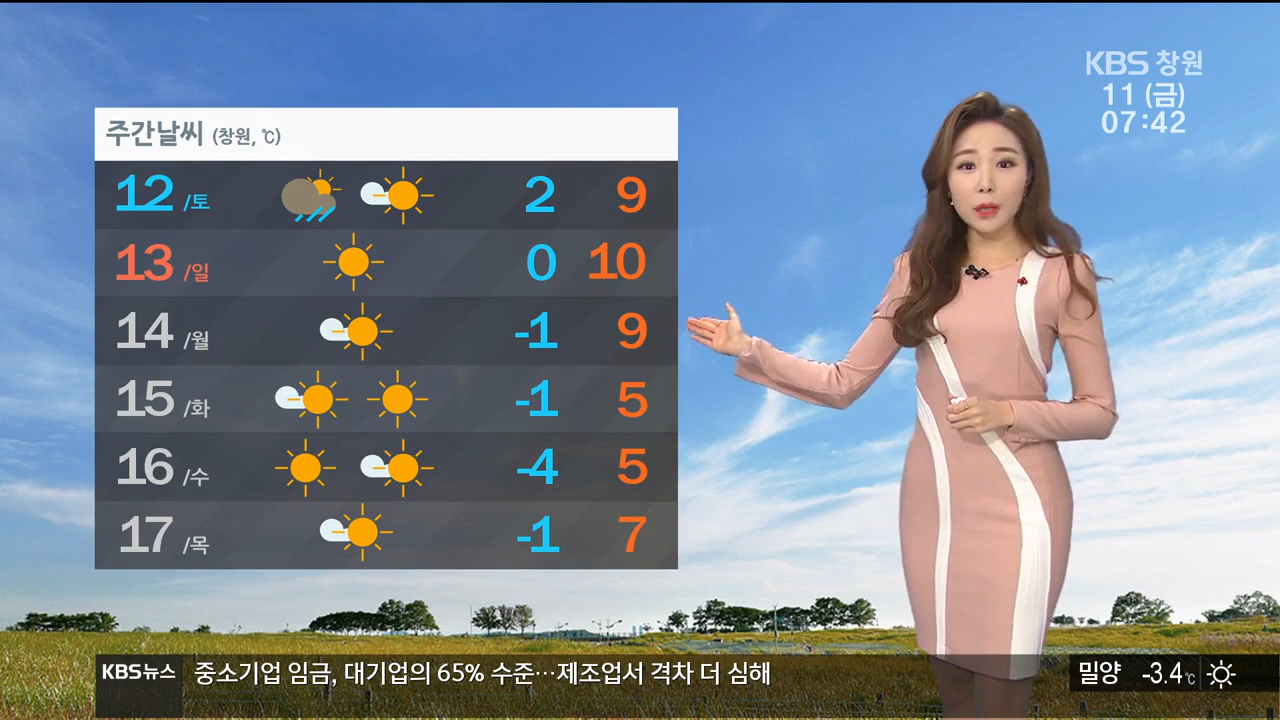 KBS 창원
11 (금)
07:42
주간날씨 (창원, ℃)
12 /토 2 9
13 /일 0 10
14 /월 -1 9
15 /화 -1 5
16 /수 -4 5
17 /목 -1 7
KBS뉴스 중소기업 임금, 대기업의 65% 수준…제조업서 격차 더 심해
밀양 -3.4℃